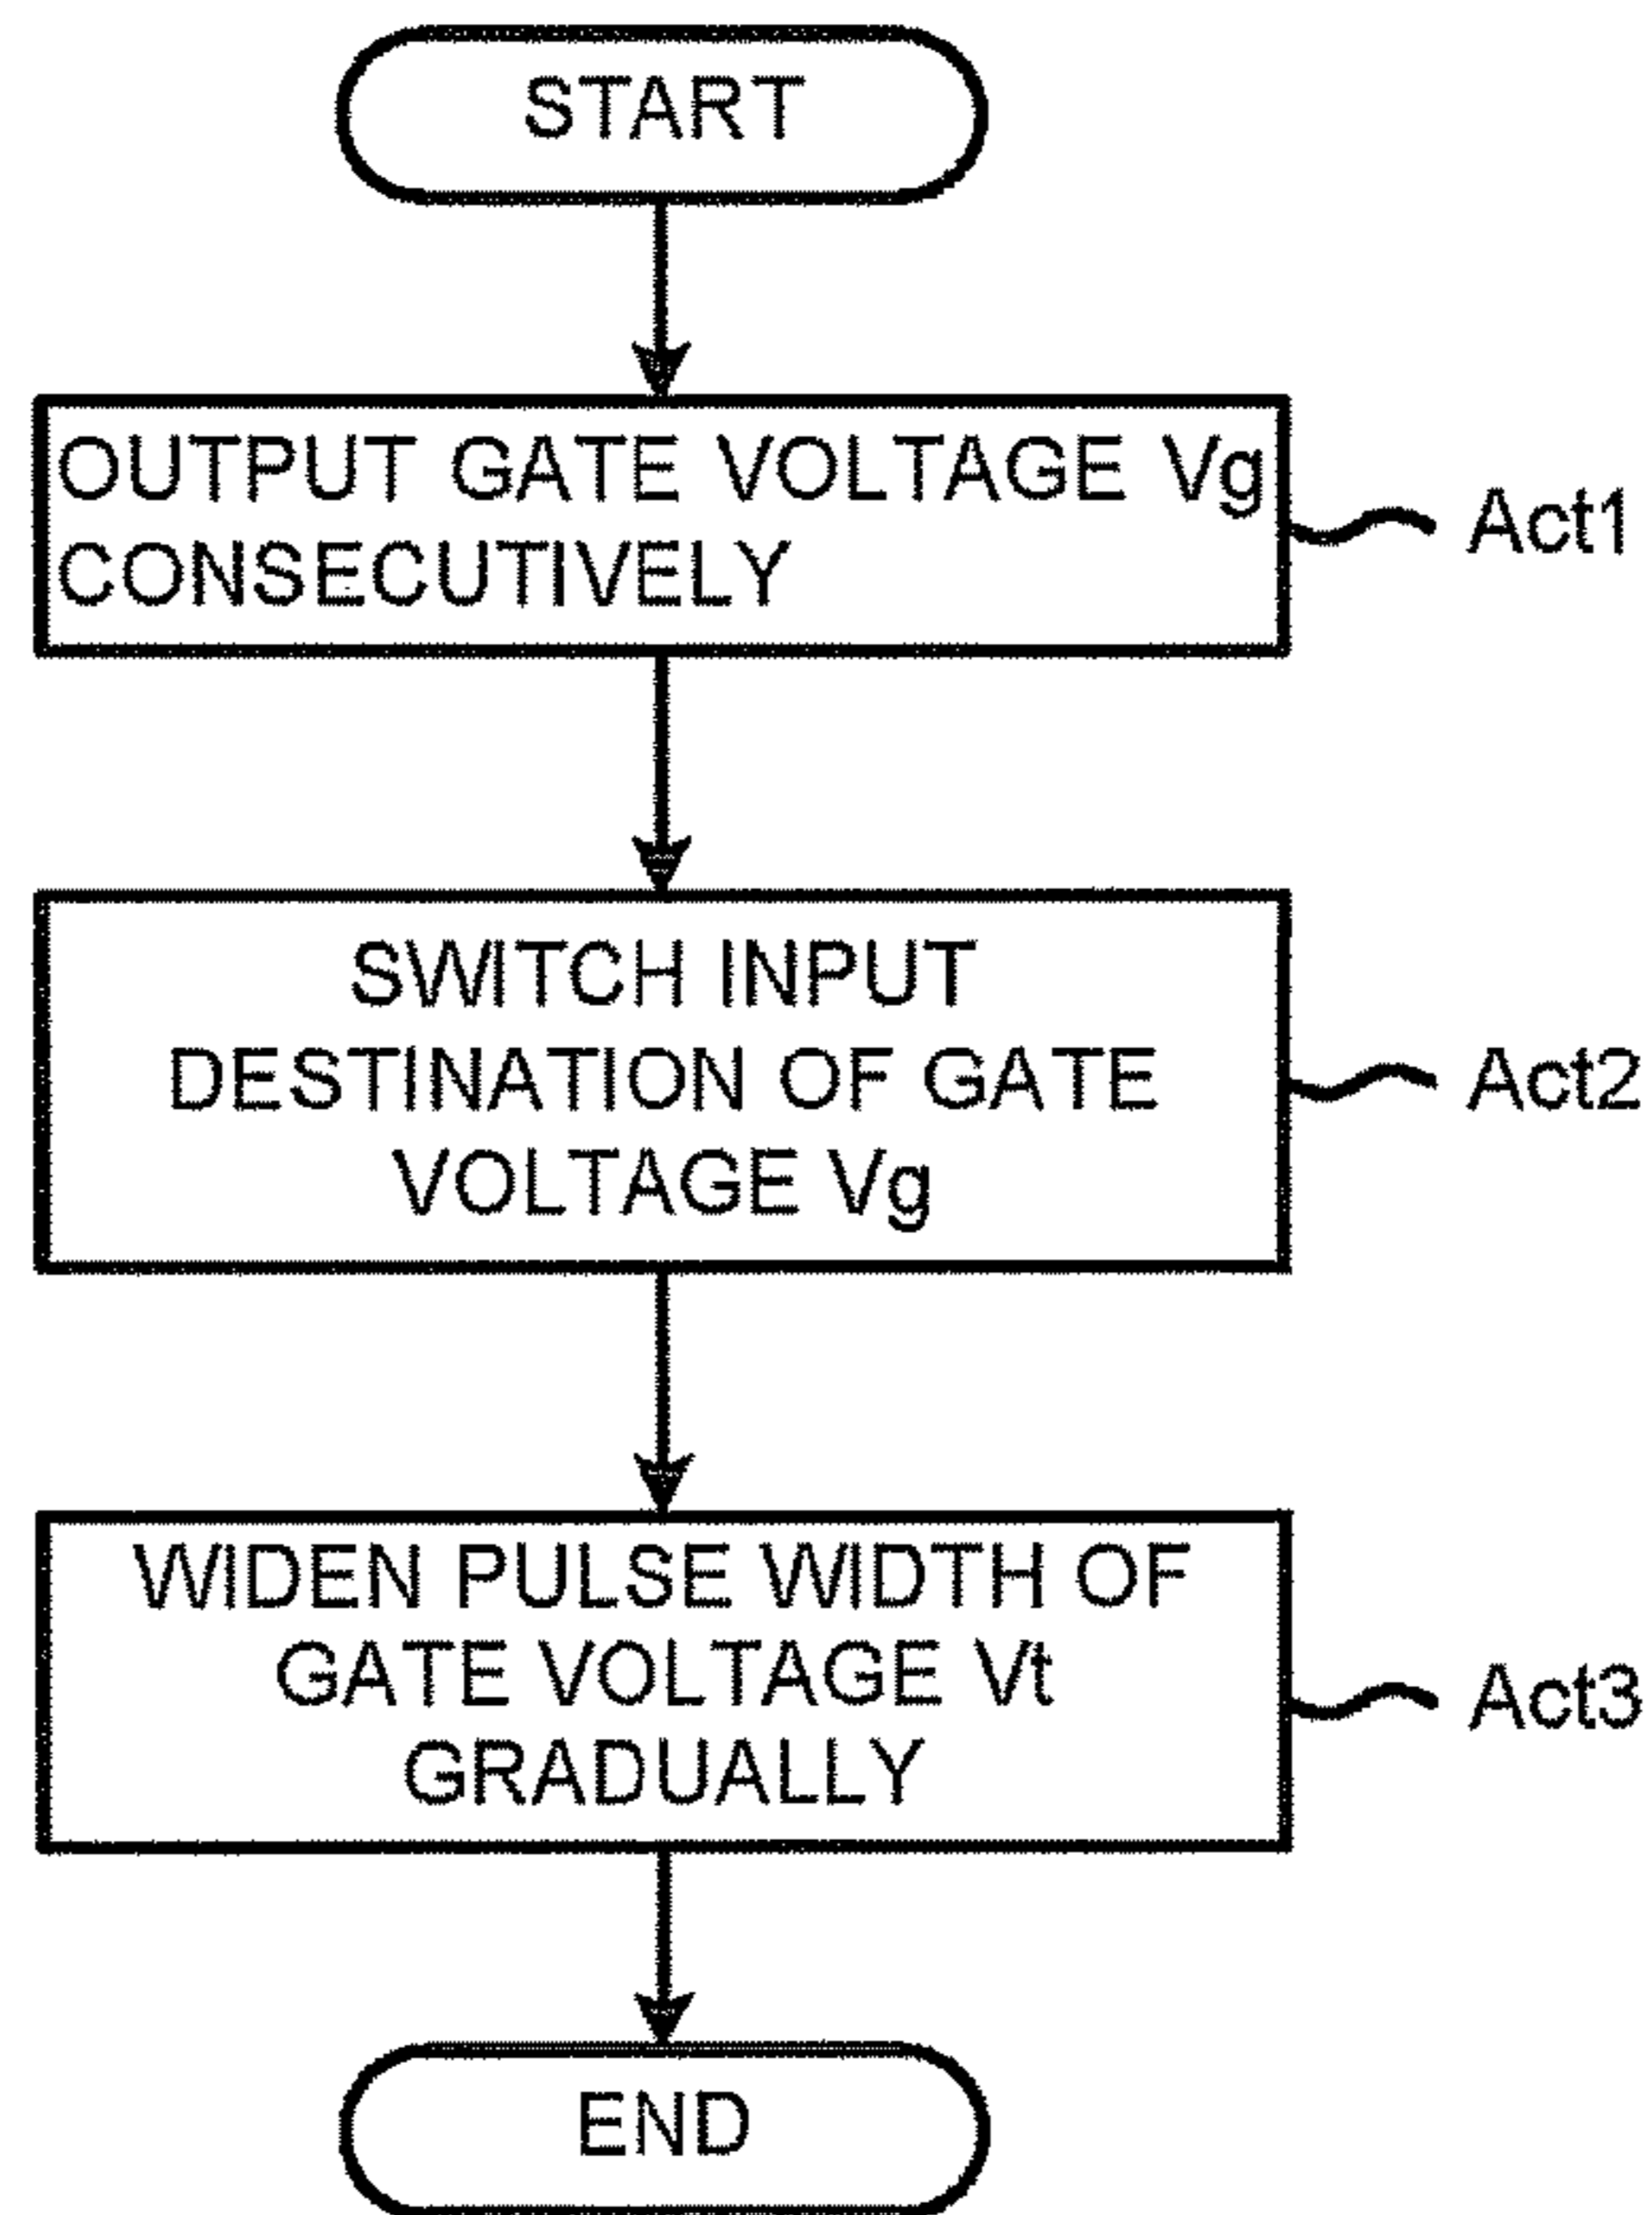 START
OUTPUT GATE VOLTAGE Vg
CONSECUTIVELY
Act1
SWITCH INPUT
DESTINATION OF GATE
VOLTAGE Vg
Act2
WIDEN PULSE WIDTH OF
GATE VOLTAGE Vt
GRADUALLY
Act3
END